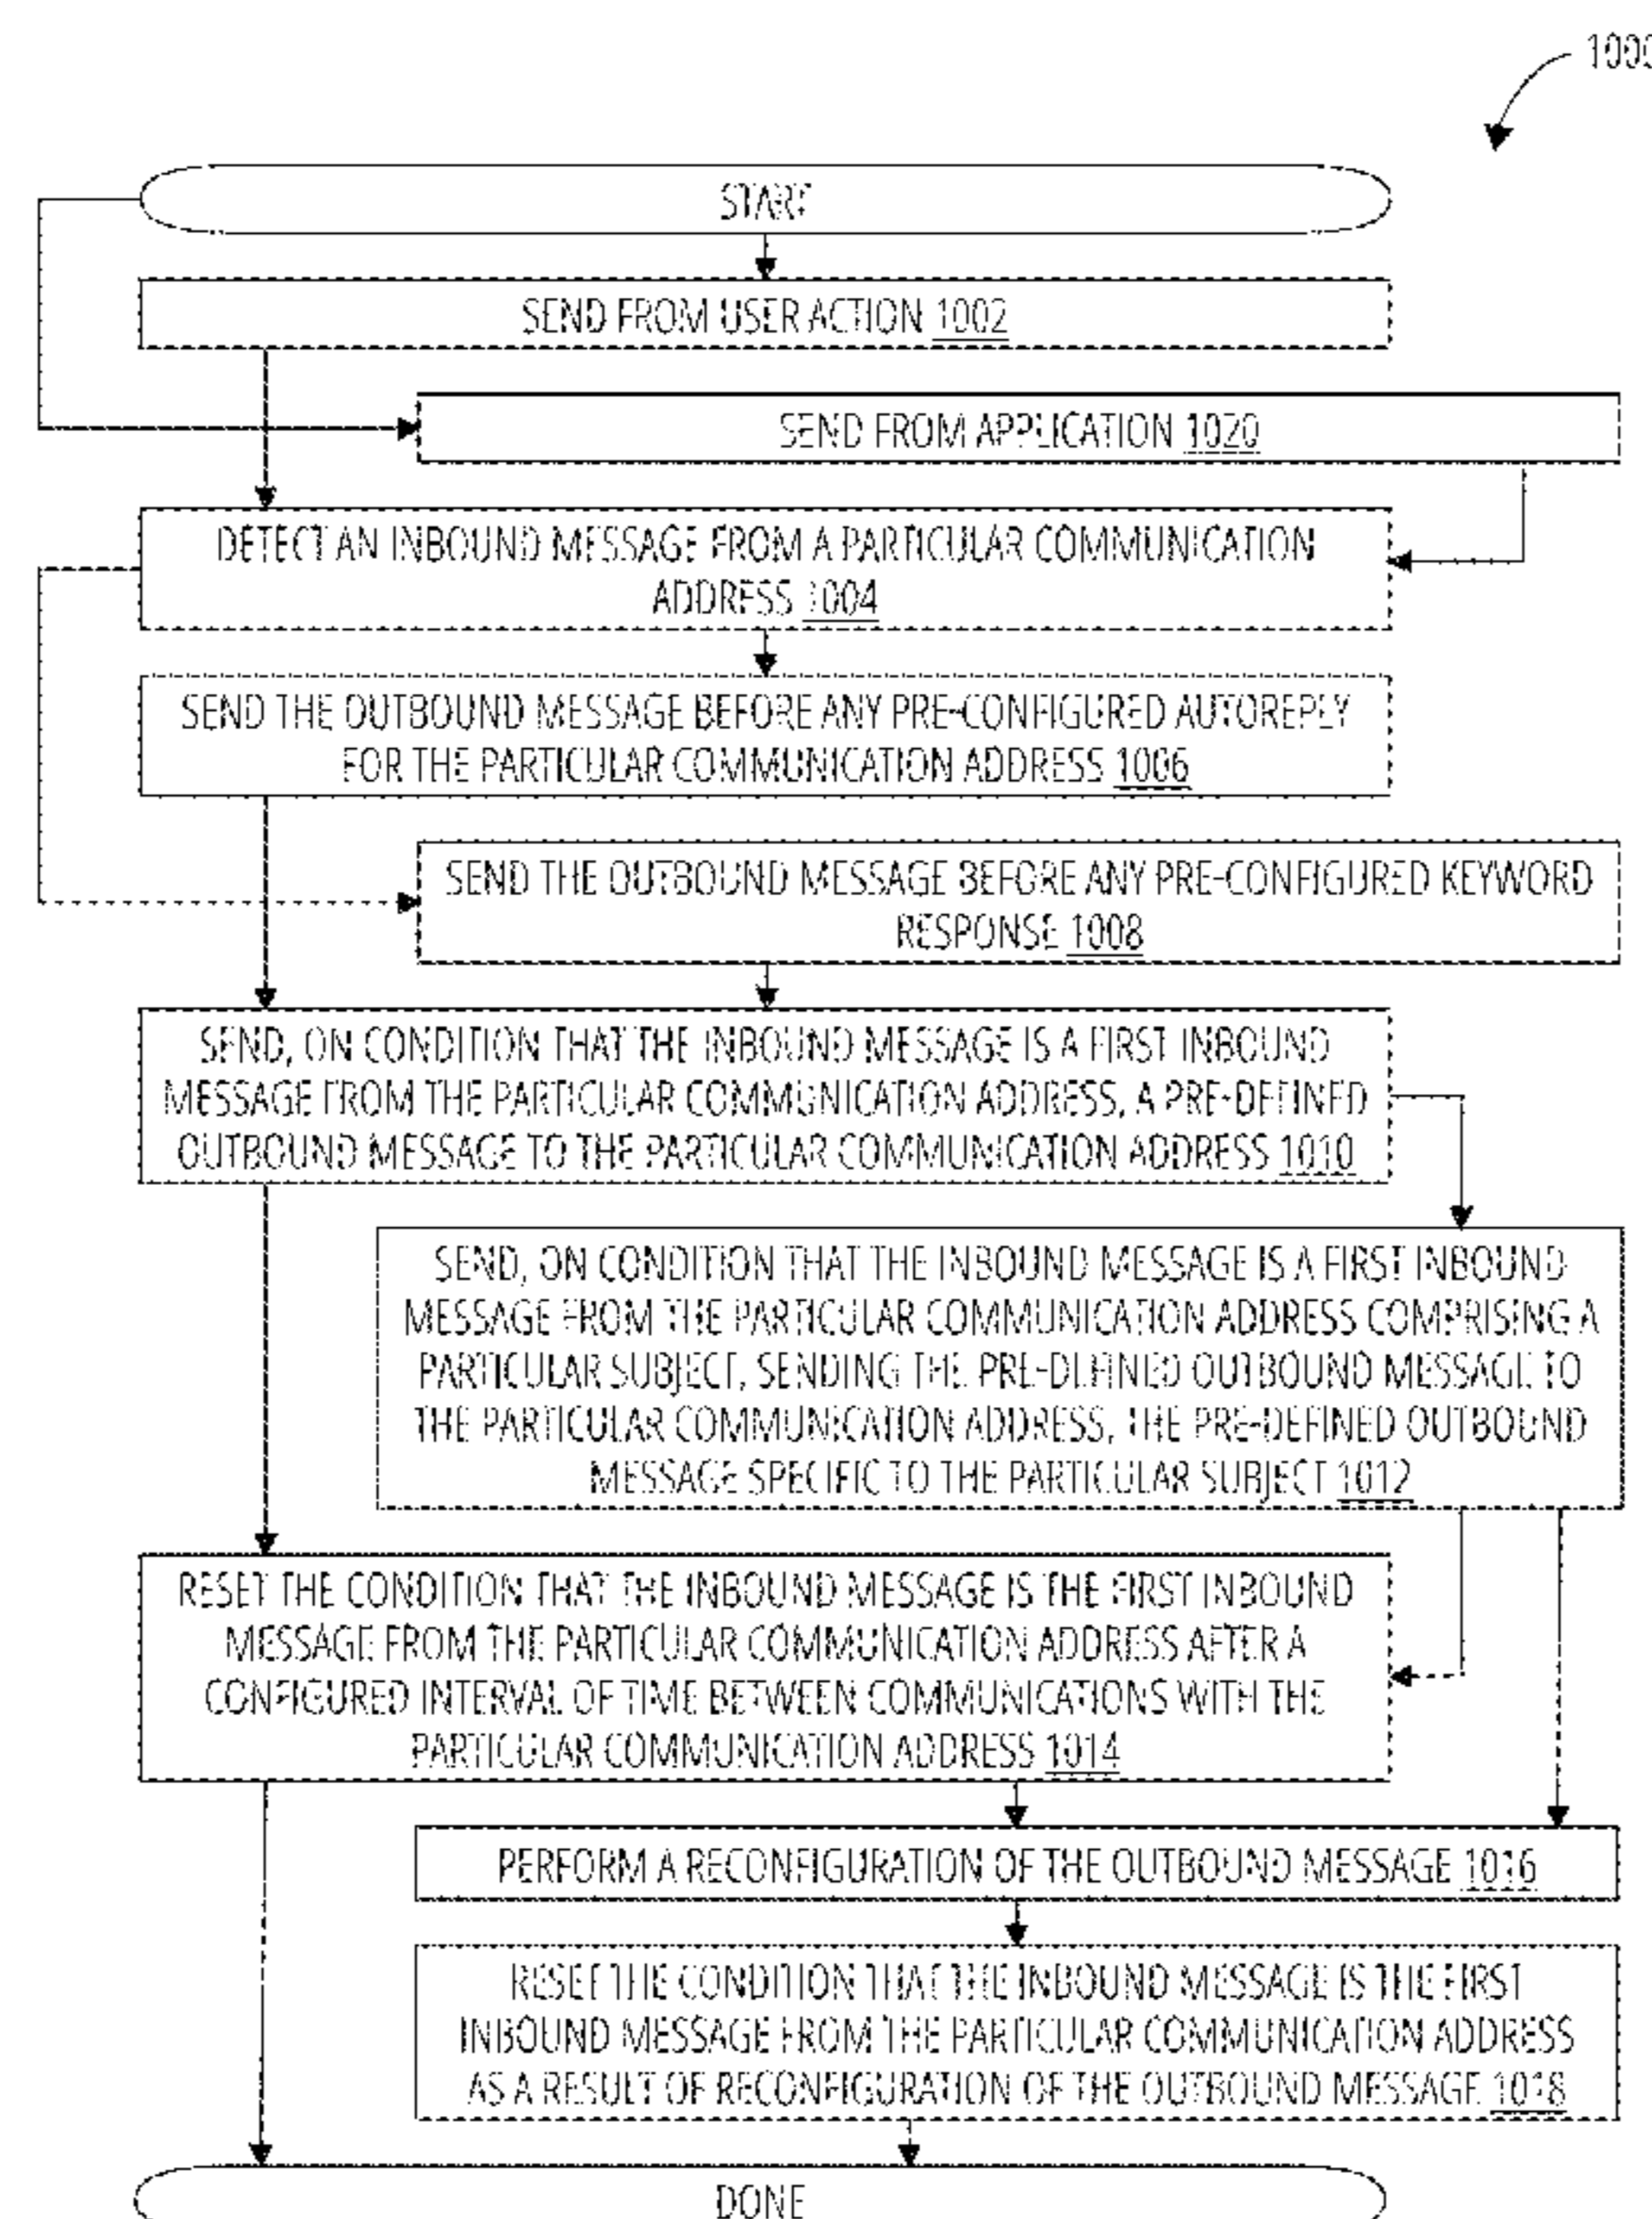 1000
START
SEND FROM USER ACTION 1002
SEND FROM APPLICATION 1020
DETECT AN INBOUND MESSAGE FROM A PARTICULAR COMMUNICATION
ADDRESS 1004
SEND THE OUTBOUND MESSAGE BEFORE ANY PRE-CONFIGURED AUTOREPLY
FOR THE PARTICULAR COMMUNICATION ADDRESS 1006
SEND THE OUTBOUND MESSAGE BEFORE ANY PRE-CONFIGURED KEYWORD
RESPONSE 1008
SEND, ON CONDITION THAT THE INBOUND MESSAGE IS A FIRST INBOUND
MESSAGE FROM THE PARTICULAR COMMUNICATION ADDRESS, A PRE-DEFINED
OUTBOUND MESSAGE TO THE PARTICULAR COMMUNICATION ADDRESS 1010
SEND, ON CONDITION THAT THE INBOUND MESSAGE IS A FIRST INBOUND
MESSAGE FROM THE PARTICULAR COMMUNICATION ADDRESS COMPRISING A
PARTICULAR SUBJECT, SENDING THE PRE-DEFINED OUTBOUND MESSAGE TO
THE PARTICULAR COMMUNICATION ADDRESS, THE PRE-DEFINED OUTBOUND
MESSAGE SPECIFIC TO THE PARTICULAR SUBJECT 1012
RESET THE CONDITION THAT THE INBOUND MESSAGE IS THE FIRST INBOUND
MESSAGE FROM THE PARTICULAR COMMUNICATION ADDRESS AFTER A
CONFIGURED INTERVAL OF TIME BETWEEN COMMUNICATIONS WITH THE
PARTICULAR COMMUNICATION ADDRESS 1014
PERFORM A RECONFIGURATION OF THE OUTBOUND MESSAGE 1016
RESET THE CONDITION THAT THE INBOUND MESSAGE IS THE FIRST
INBOUND MESSAGE FROM THE PARTICULAR COMMUNICATION ADDRESS
AS A RESULT OF RECONFIGURATION OF THE OUTBOUND MESSAGE 1018
DONE